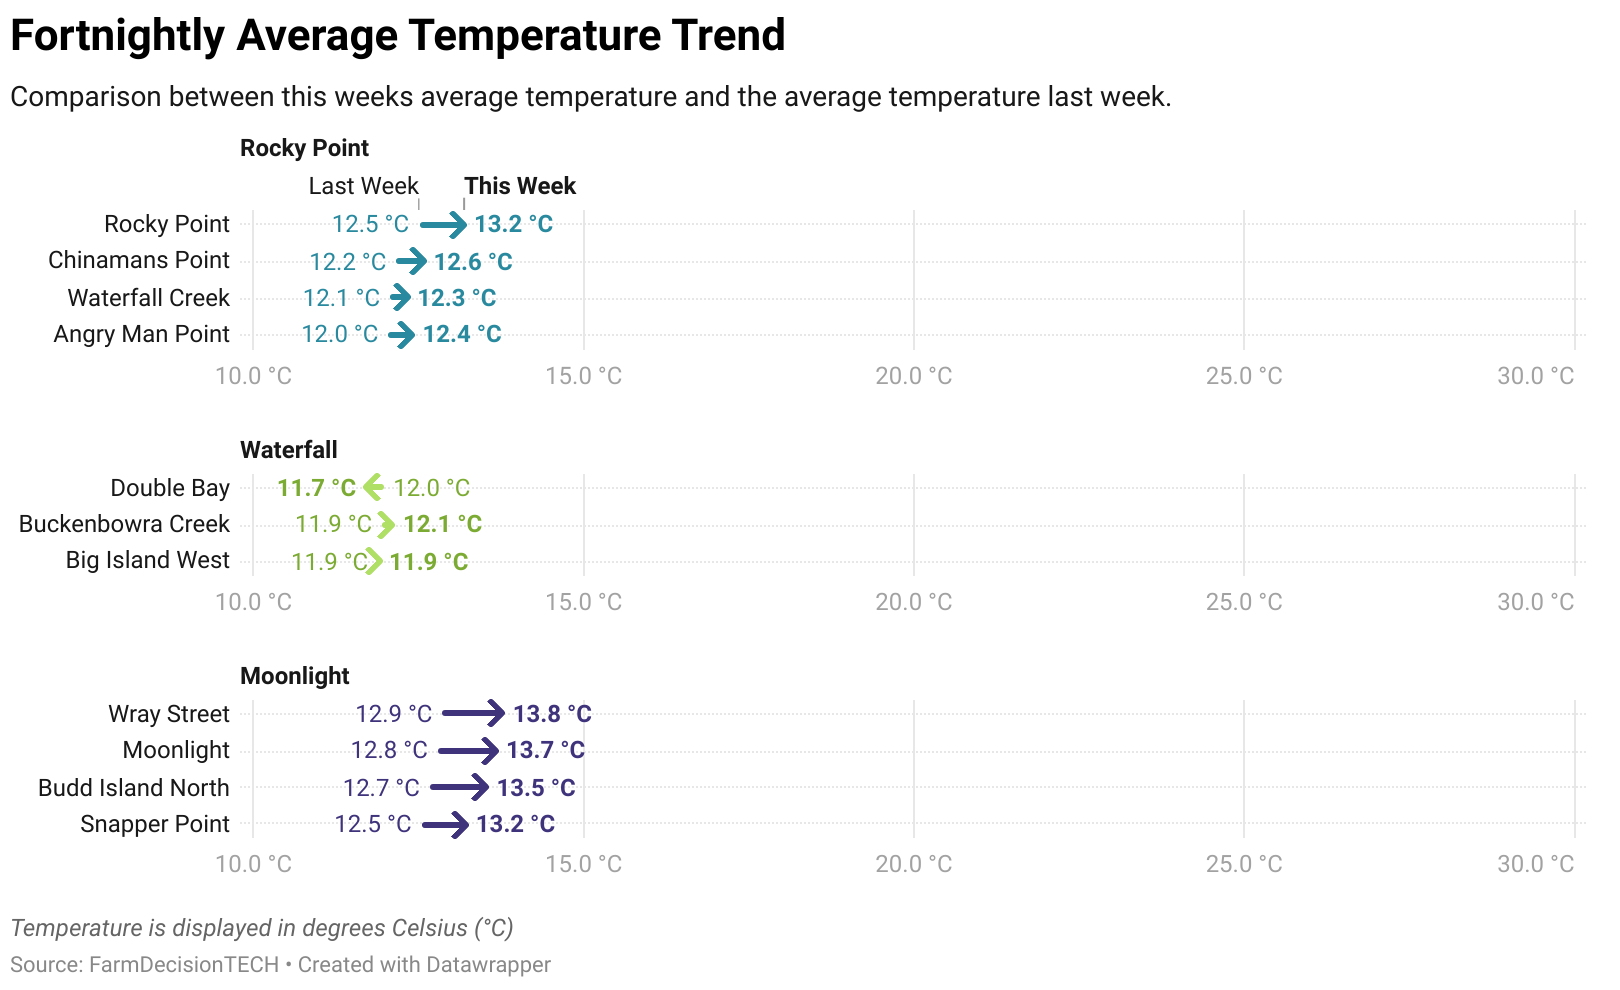 Fortnightly Average Temperature Trend
Comparison between this weeks average temperature and the average temperature last week.
Rocky Point
Last Week This Week
Rocky Point 12.5 °C 13.2 °C
Chinamans Point 12.2 °C 12.6 °C
Waterfall Creek 12.1 °C 12.3 °C
Angry Man Point 12.0 °C 12.4 °C
10.0 °C 15.0 °C 20.0 °C 25.0 °C 30.0 °C
Waterfall
Double Bay 11.7 °C 12.0 °C
Buckenbowra Creek 11.9 °C 12.1 °C
Big Island West 11.9 °C 11.9 °C
10.0 °C 15.0 °C 20.0 °C 25.0 °C 30.0 °C
Moonlight
Wray Street 12.9 °C 13.8 °C
Moonlight 12.8 °C 13.7 °C
Budd Island North 12.7 °C 13.5 °C
Snapper Point 12.5 °C 13.2 °C
10.0 °C 15.0 °C 20.0 °C 25.0 °C 30.0 °C
Temperature is displayed in degrees Celsius (°C)
Source: FarmDecisionTECH • Created with Datawrapper